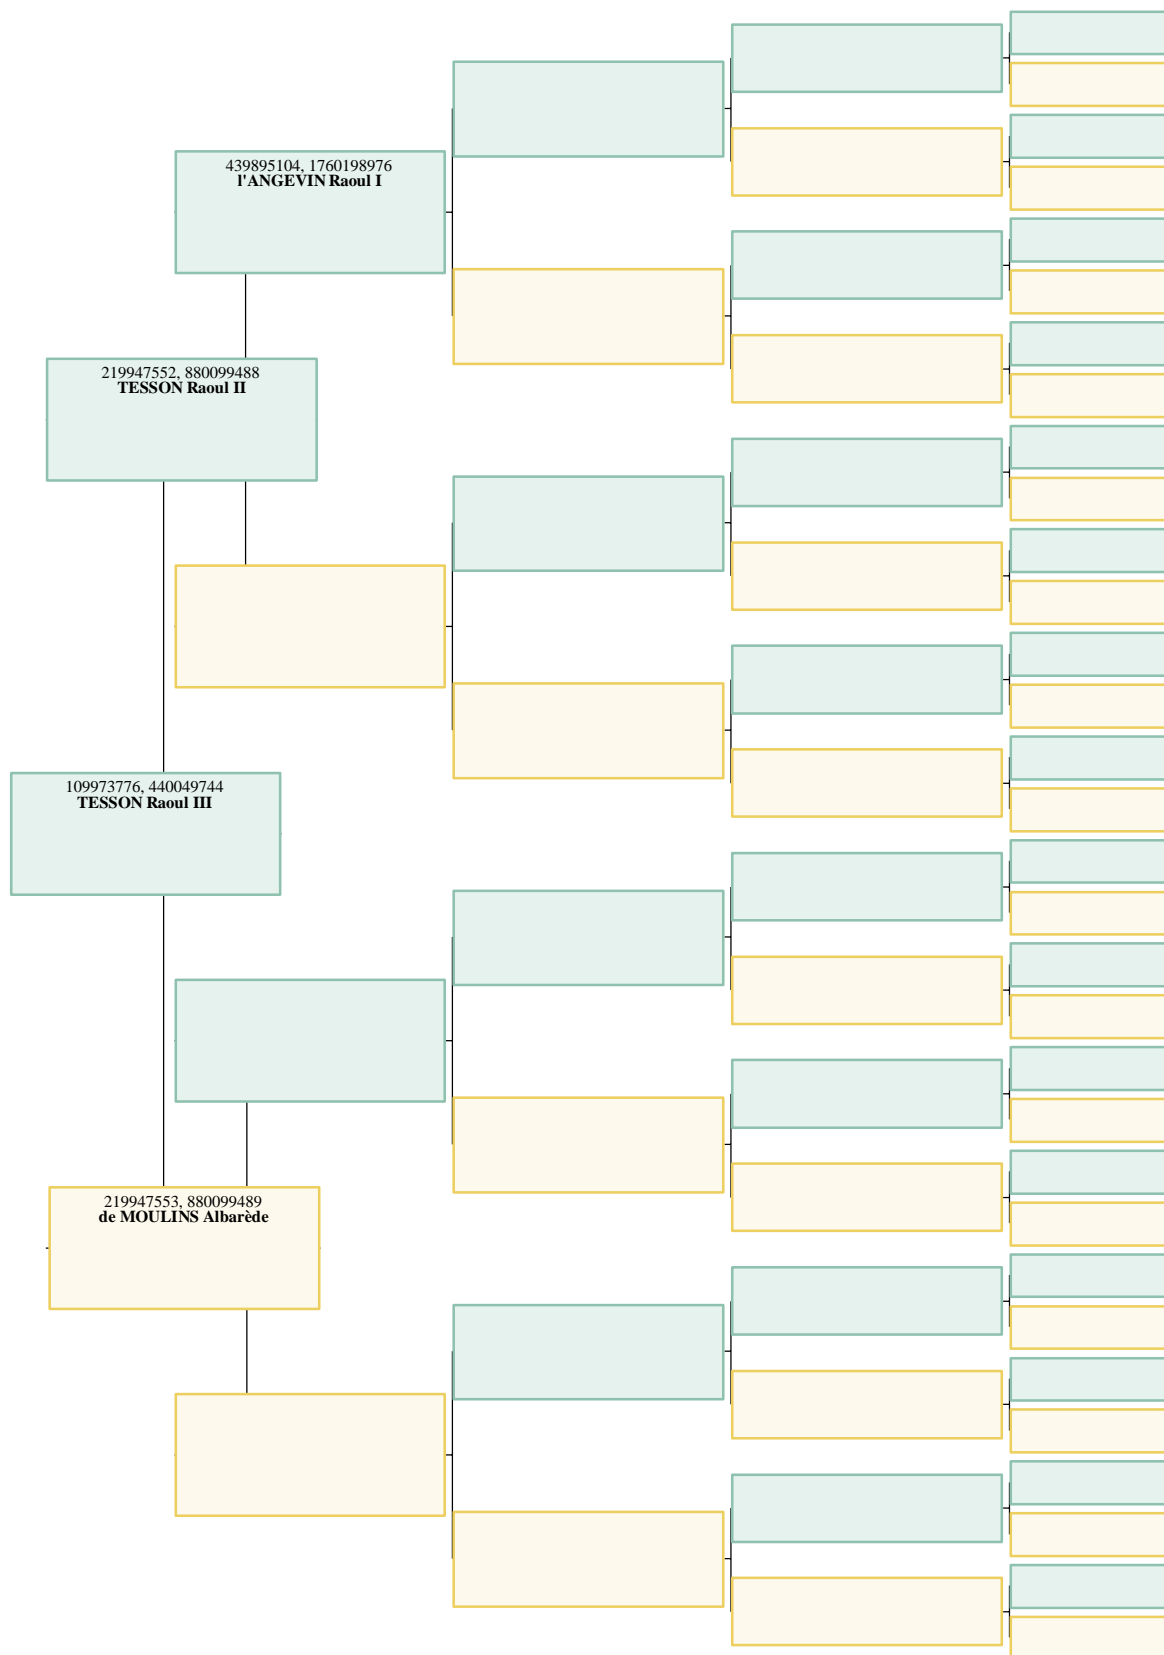 439895104, 1760198976
l'ANGEVIN Raoul I
219947552, 880099488
TESSON Raoul II
109973776, 440049744
TESSON Raoul III
219947553, 880099489
de MOULINS Albarède